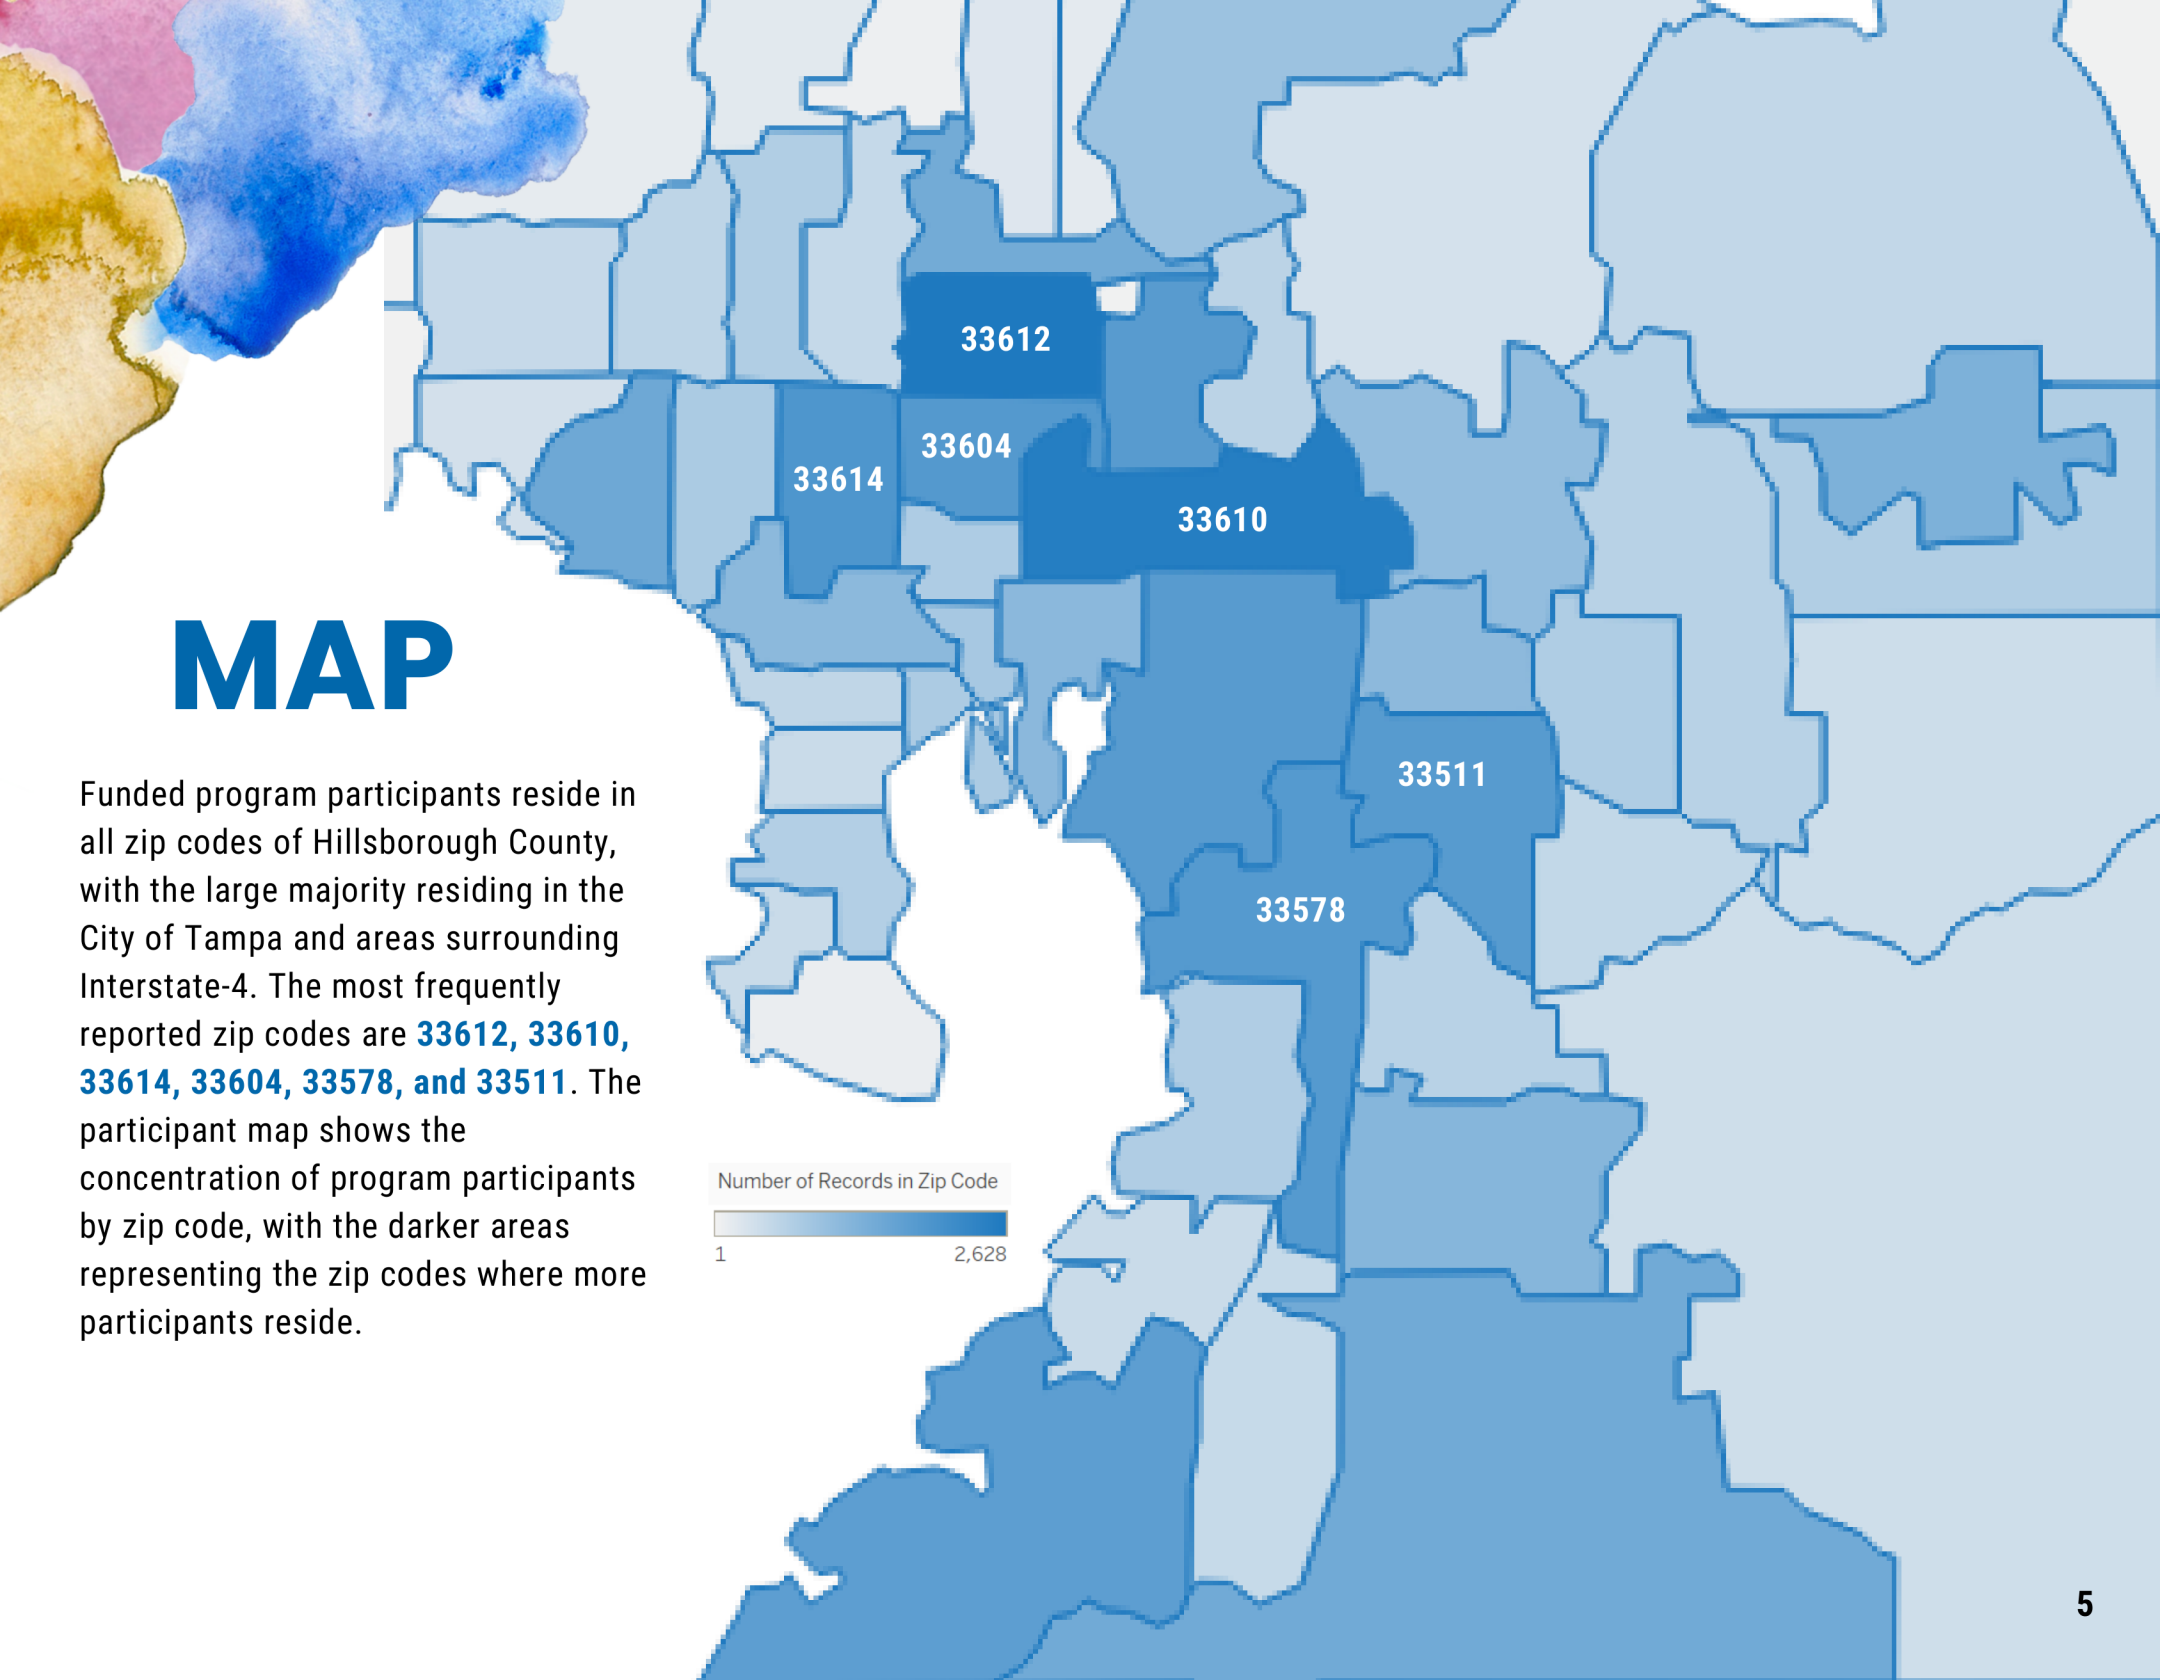 MAP
Funded program participants reside in
all zip codes of Hillsborough County,
with the large majority residing in the
City of Tampa and areas surrounding
Interstate-4. The most frequently
reported zip codes are 33612, 33610,
33614, 33604, 33578, and 33511. The
participant map shows the
concentration of program participants
by zip code, with the darker areas
representing the zip codes where more
participants reside.
33612
33604
33614
33610
33511
33578
Number of Records in Zip Code
1 2,628
5